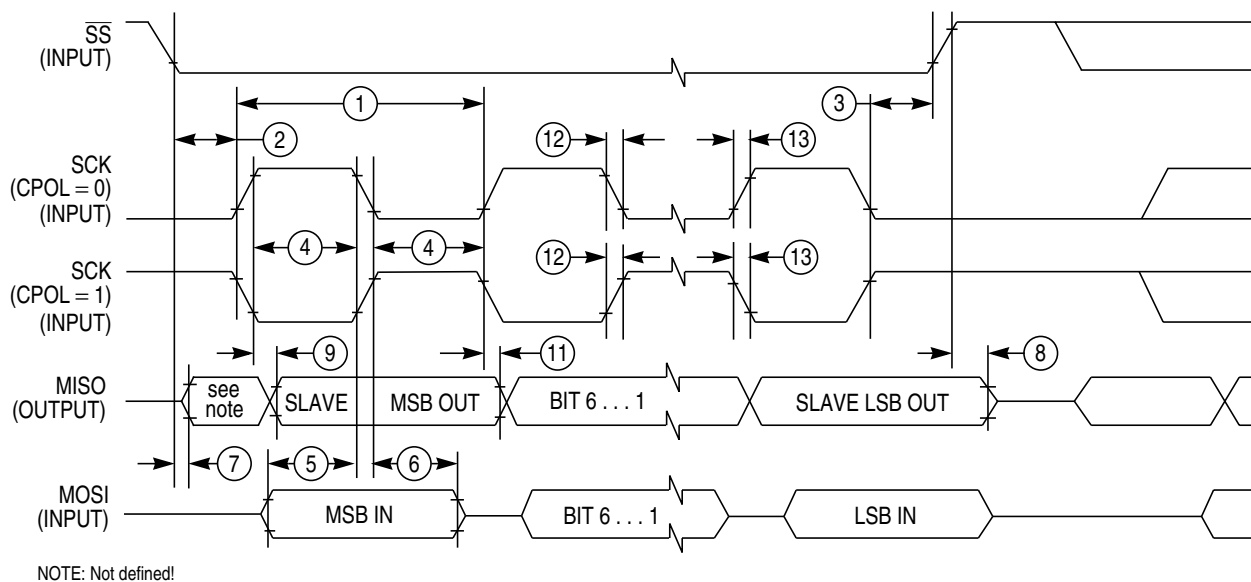 SS
(INPUT)
1
3
2
12
13
SCK
(CPOL = 0)
(INPUT)
4
4
12
13
SCK
(CPOL = 1)
(INPUT)
9
11
8
MISO
(OUTPUT)
see
note
SLAVE
MSB OUT
BIT 6 . . . 1
SLAVE LSB OUT
7
5
6
MOSI
(INPUT)
MSB IN
BIT 6 . . . 1
LSB IN
NOTE: Not defined!